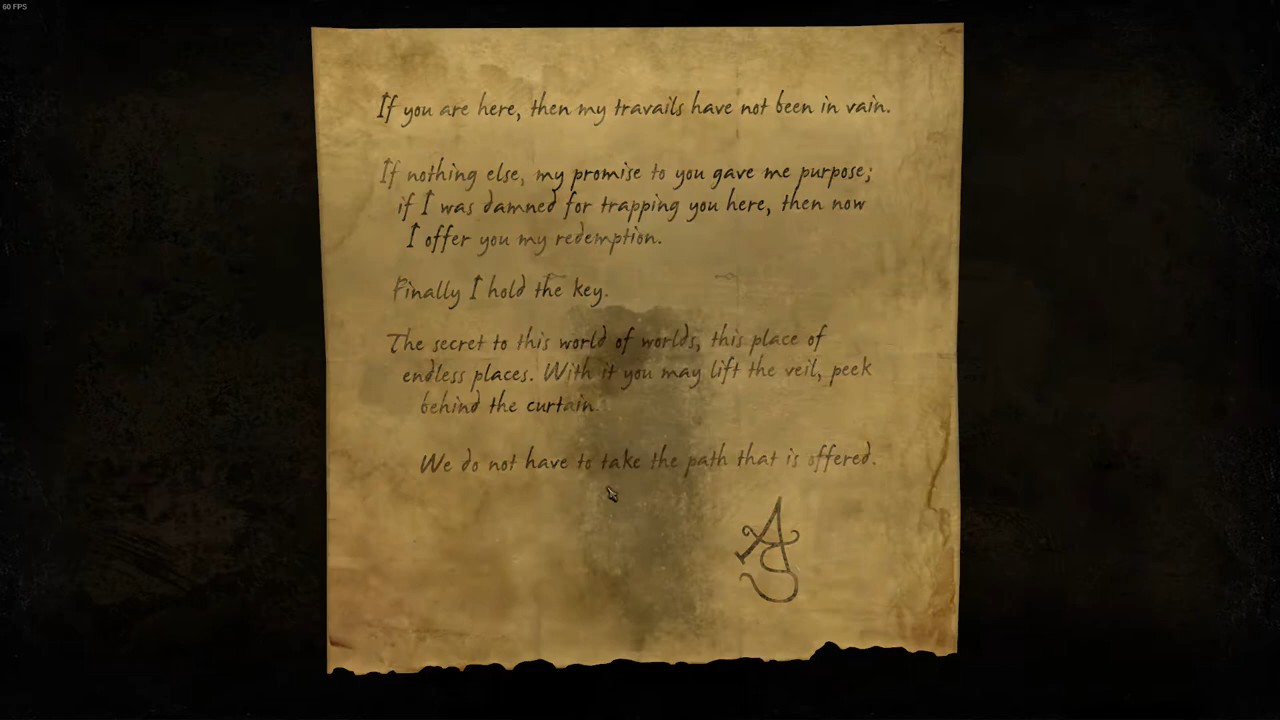 60 FPS
If you are here, then my travails have not been in vain.
If nothing else, my promise to you gave me purpose;
if I was damned for trapping you here, then now
I offer you my redemption.
Finally I hold the key.
The secret to this world of worlds, this place of
endless places. With it you may lift the veil, peek
behind the curtain.
We do not have to take the path that is offered.
AS